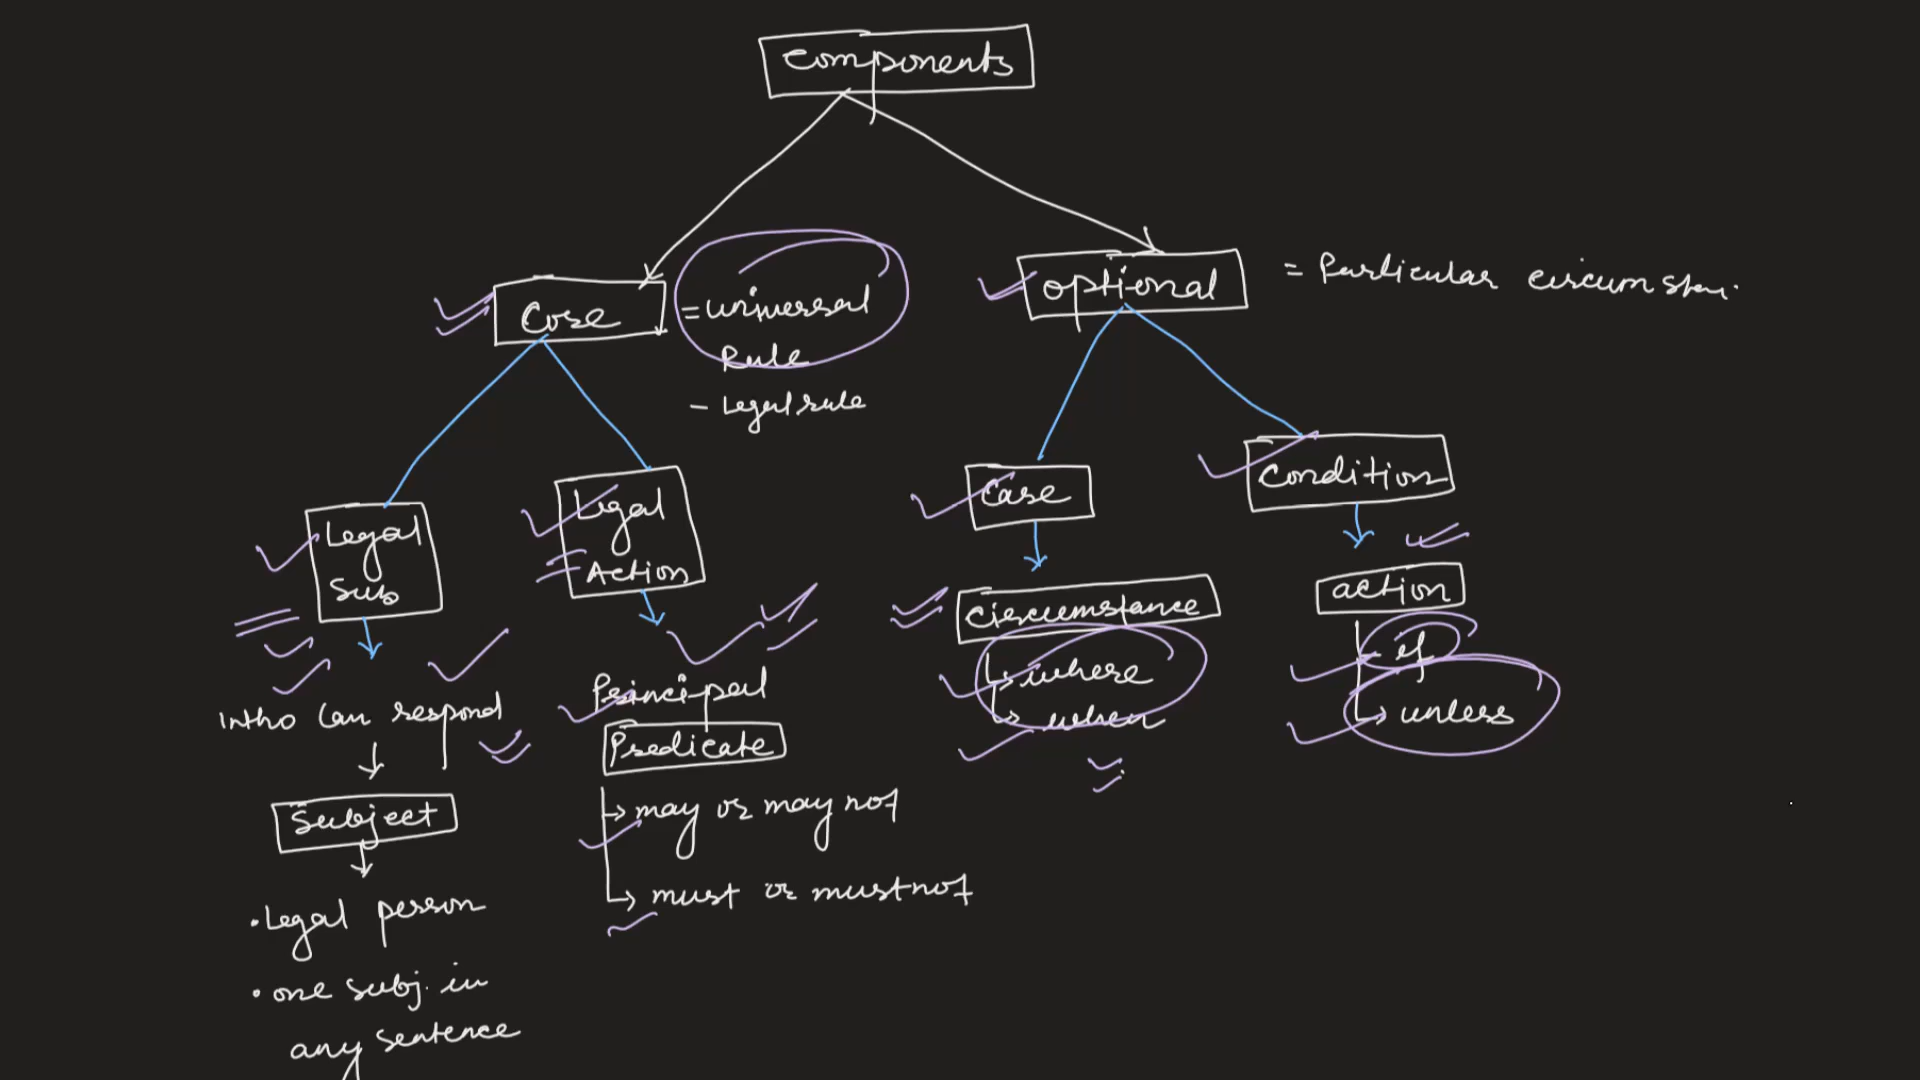 Components
Core
= universal
Rule
- Legal rule
optional
= Particular circumstan.
Legal
Sub
Legal
Action
Case
Condition
circumstance
where
when
action
if
unless
Who can respond
Subject
• Legal person
• one subj. in
any sentence
Principal
Predicate
may or may not
must or must not